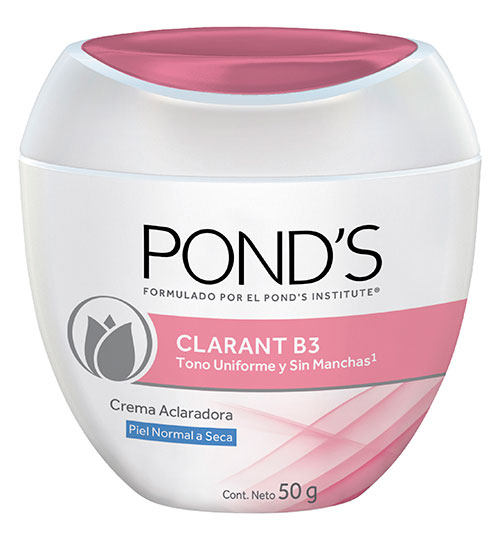 POND'S
FORMULADO POR EL POND'S INSTITUTE®
CLARANT B3
Tono Uniforme y Sin Manchas¹
Crema Aclaradora
Piel Normal a Seca
Cont. Neto 50 g